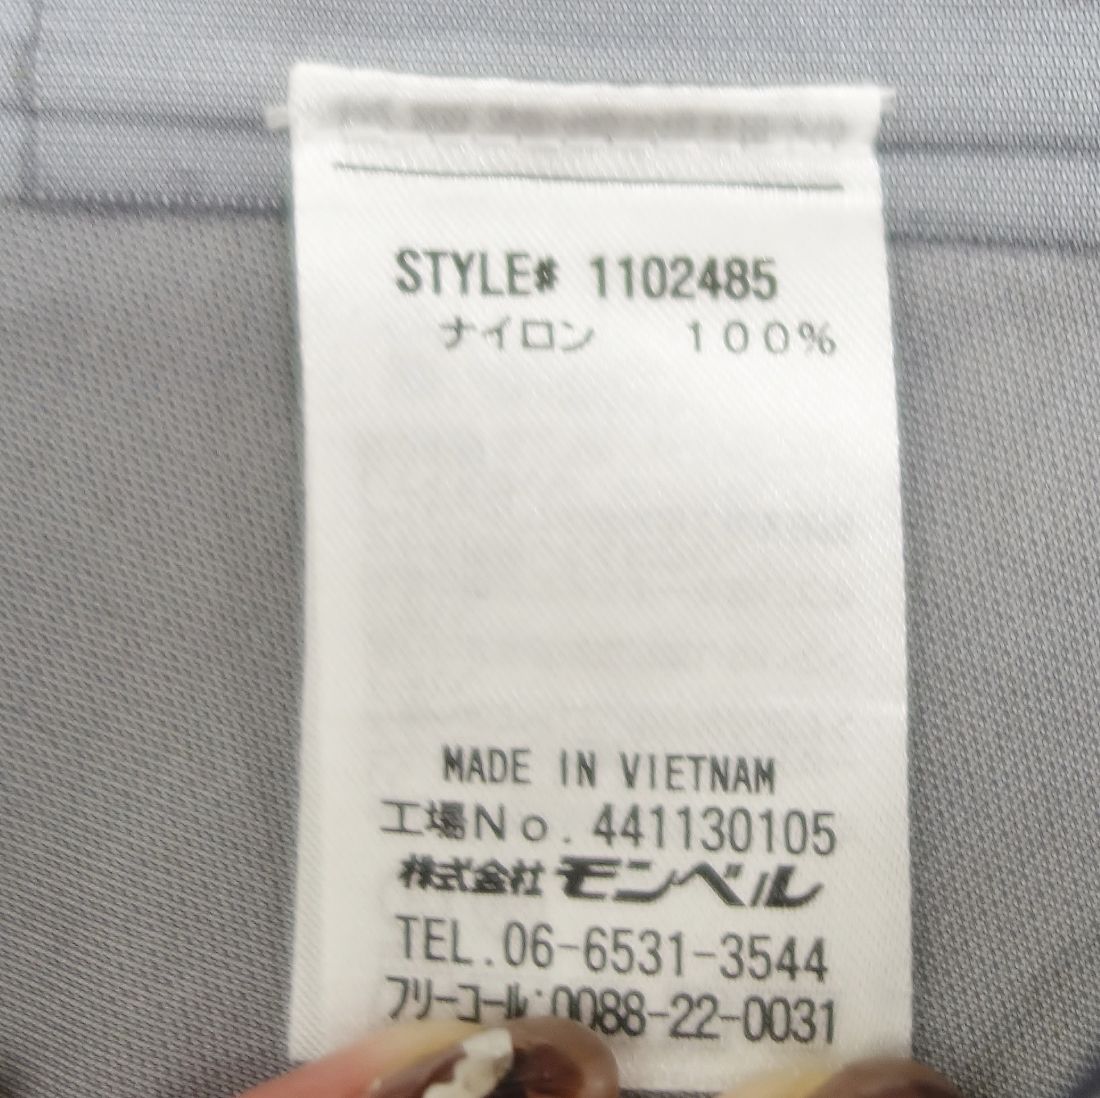 STYLE# 1102485
ナイロン 100%
MADE IN VIETNAM
工場No. 441130105
株式会社 モンベル
TEL.06-6531-3544
フリーコール:0088-22-0031